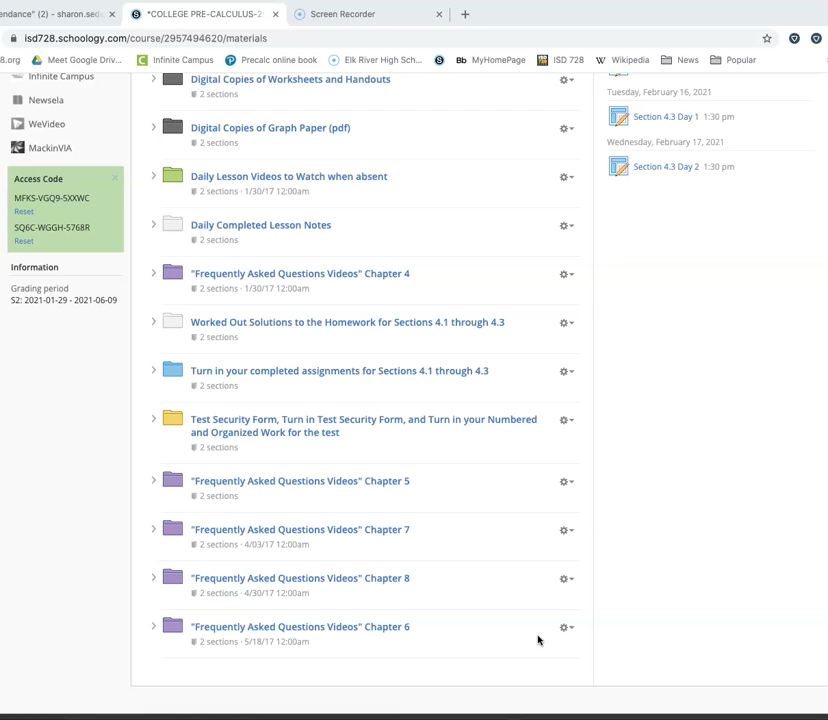 endance" (2) - sharon.sed
*COLLEGE PRE-CALCULUS-2
Screen Recorder
isd728.schoology.com/course/2957494620/materials
8.org
Meet Google Driv...
Infinite Campus
Precalc online book
Elk River High Sch...
Bb MyHomePage
ISD 728
Wikipedia
News
Popular
Infinite Campus
Newsela
WeVideo
MackinVIA
Access Code
MFKS-VGQ9-5XXWC
Reset
SQ6C-WGGH-5768R
Reset
Information
Grading period
S2: 2021-01-29 - 2021-06-09
Digital Copies of Worksheets and Handouts
2 sections
Digital Copies of Graph Paper (pdf)
2 sections
Daily Lesson Videos to Watch when absent
2 sections · 1/30/17 12:00am
Daily Completed Lesson Notes
2 sections
"Frequently Asked Questions Videos" Chapter 4
2 sections · 1/30/17 12:00am
Worked Out Solutions to the Homework for Sections 4.1 through 4.3
2 sections
Turn in your completed assignments for Sections 4.1 through 4.3
2 sections
Test Security Form, Turn in Test Security Form, and Turn in your Numbered
and Organized Work for the test
2 sections
"Frequently Asked Questions Videos" Chapter 5
2 sections
"Frequently Asked Questions Videos" Chapter 7
2 sections · 4/03/17 12:00am
"Frequently Asked Questions Videos" Chapter 8
2 sections · 4/30/17 12:00am
"Frequently Asked Questions Videos" Chapter 6
2 sections · 5/18/17 12:00am
Tuesday, February 16, 2021
Section 4.3 Day 1 1:30 pm
Wednesday, February 17, 2021
Section 4.3 Day 2 1:30 pm